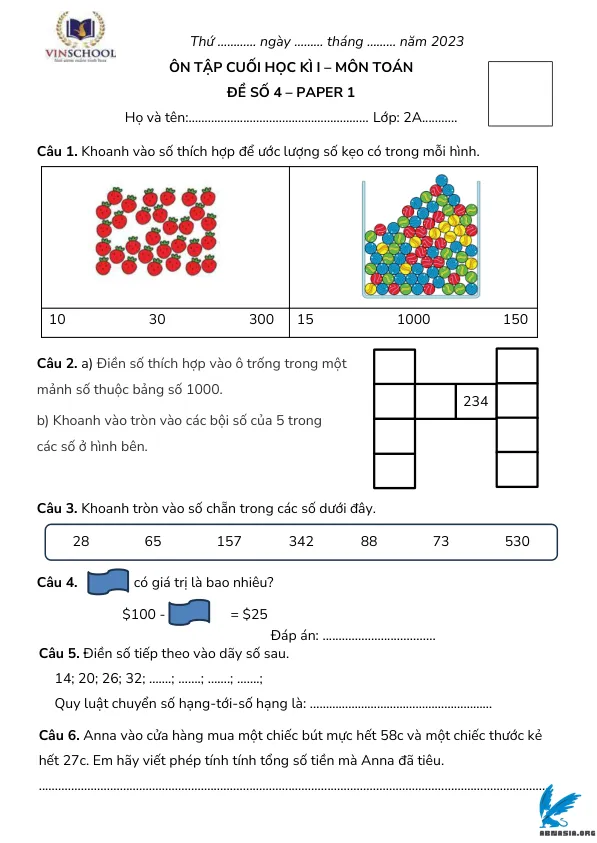 VINSCHOOL
Thứ ............ ngày ......... tháng ......... năm 2023
ÔN TẬP CUỐI HỌC KÌ I – MÔN TOÁN
ĐỀ SỐ 4 – PAPER 1
Họ và tên:........................................................ Lớp: 2A...........
Câu 1. Khoanh vào số thích hợp để ước lượng số kẹo có trong mỗi hình.
10 30 300 15 1000 150
Câu 2. a) Điền số thích hợp vào ô trống trong một
mảnh số thuộc bảng số 1000.
234
b) Khoanh vào tròn vào các bội số của 5 trong
các số ở hình bên.
Câu 3. Khoanh tròn vào số chẵn trong các số dưới đây.
28 65 157 342 88 73 530
Câu 4. có giá trị là bao nhiêu?
$100 - = $25
Đáp án: ...................................
Câu 5. Điền số tiếp theo vào dãy số sau.
14; 20; 26; 32; .......; .......; .......; .......;
Quy luật chuyển số hạng-tới-số hạng là: ........................................................
Câu 6. Anna vào cửa hàng mua một chiếc bút mực hết 58c và một chiếc thước kẻ
hết 27c. Em hãy viết phép tính tính tổng số tiền mà Anna đã tiêu.
................................................................................................................................
ABNASIA.ORG